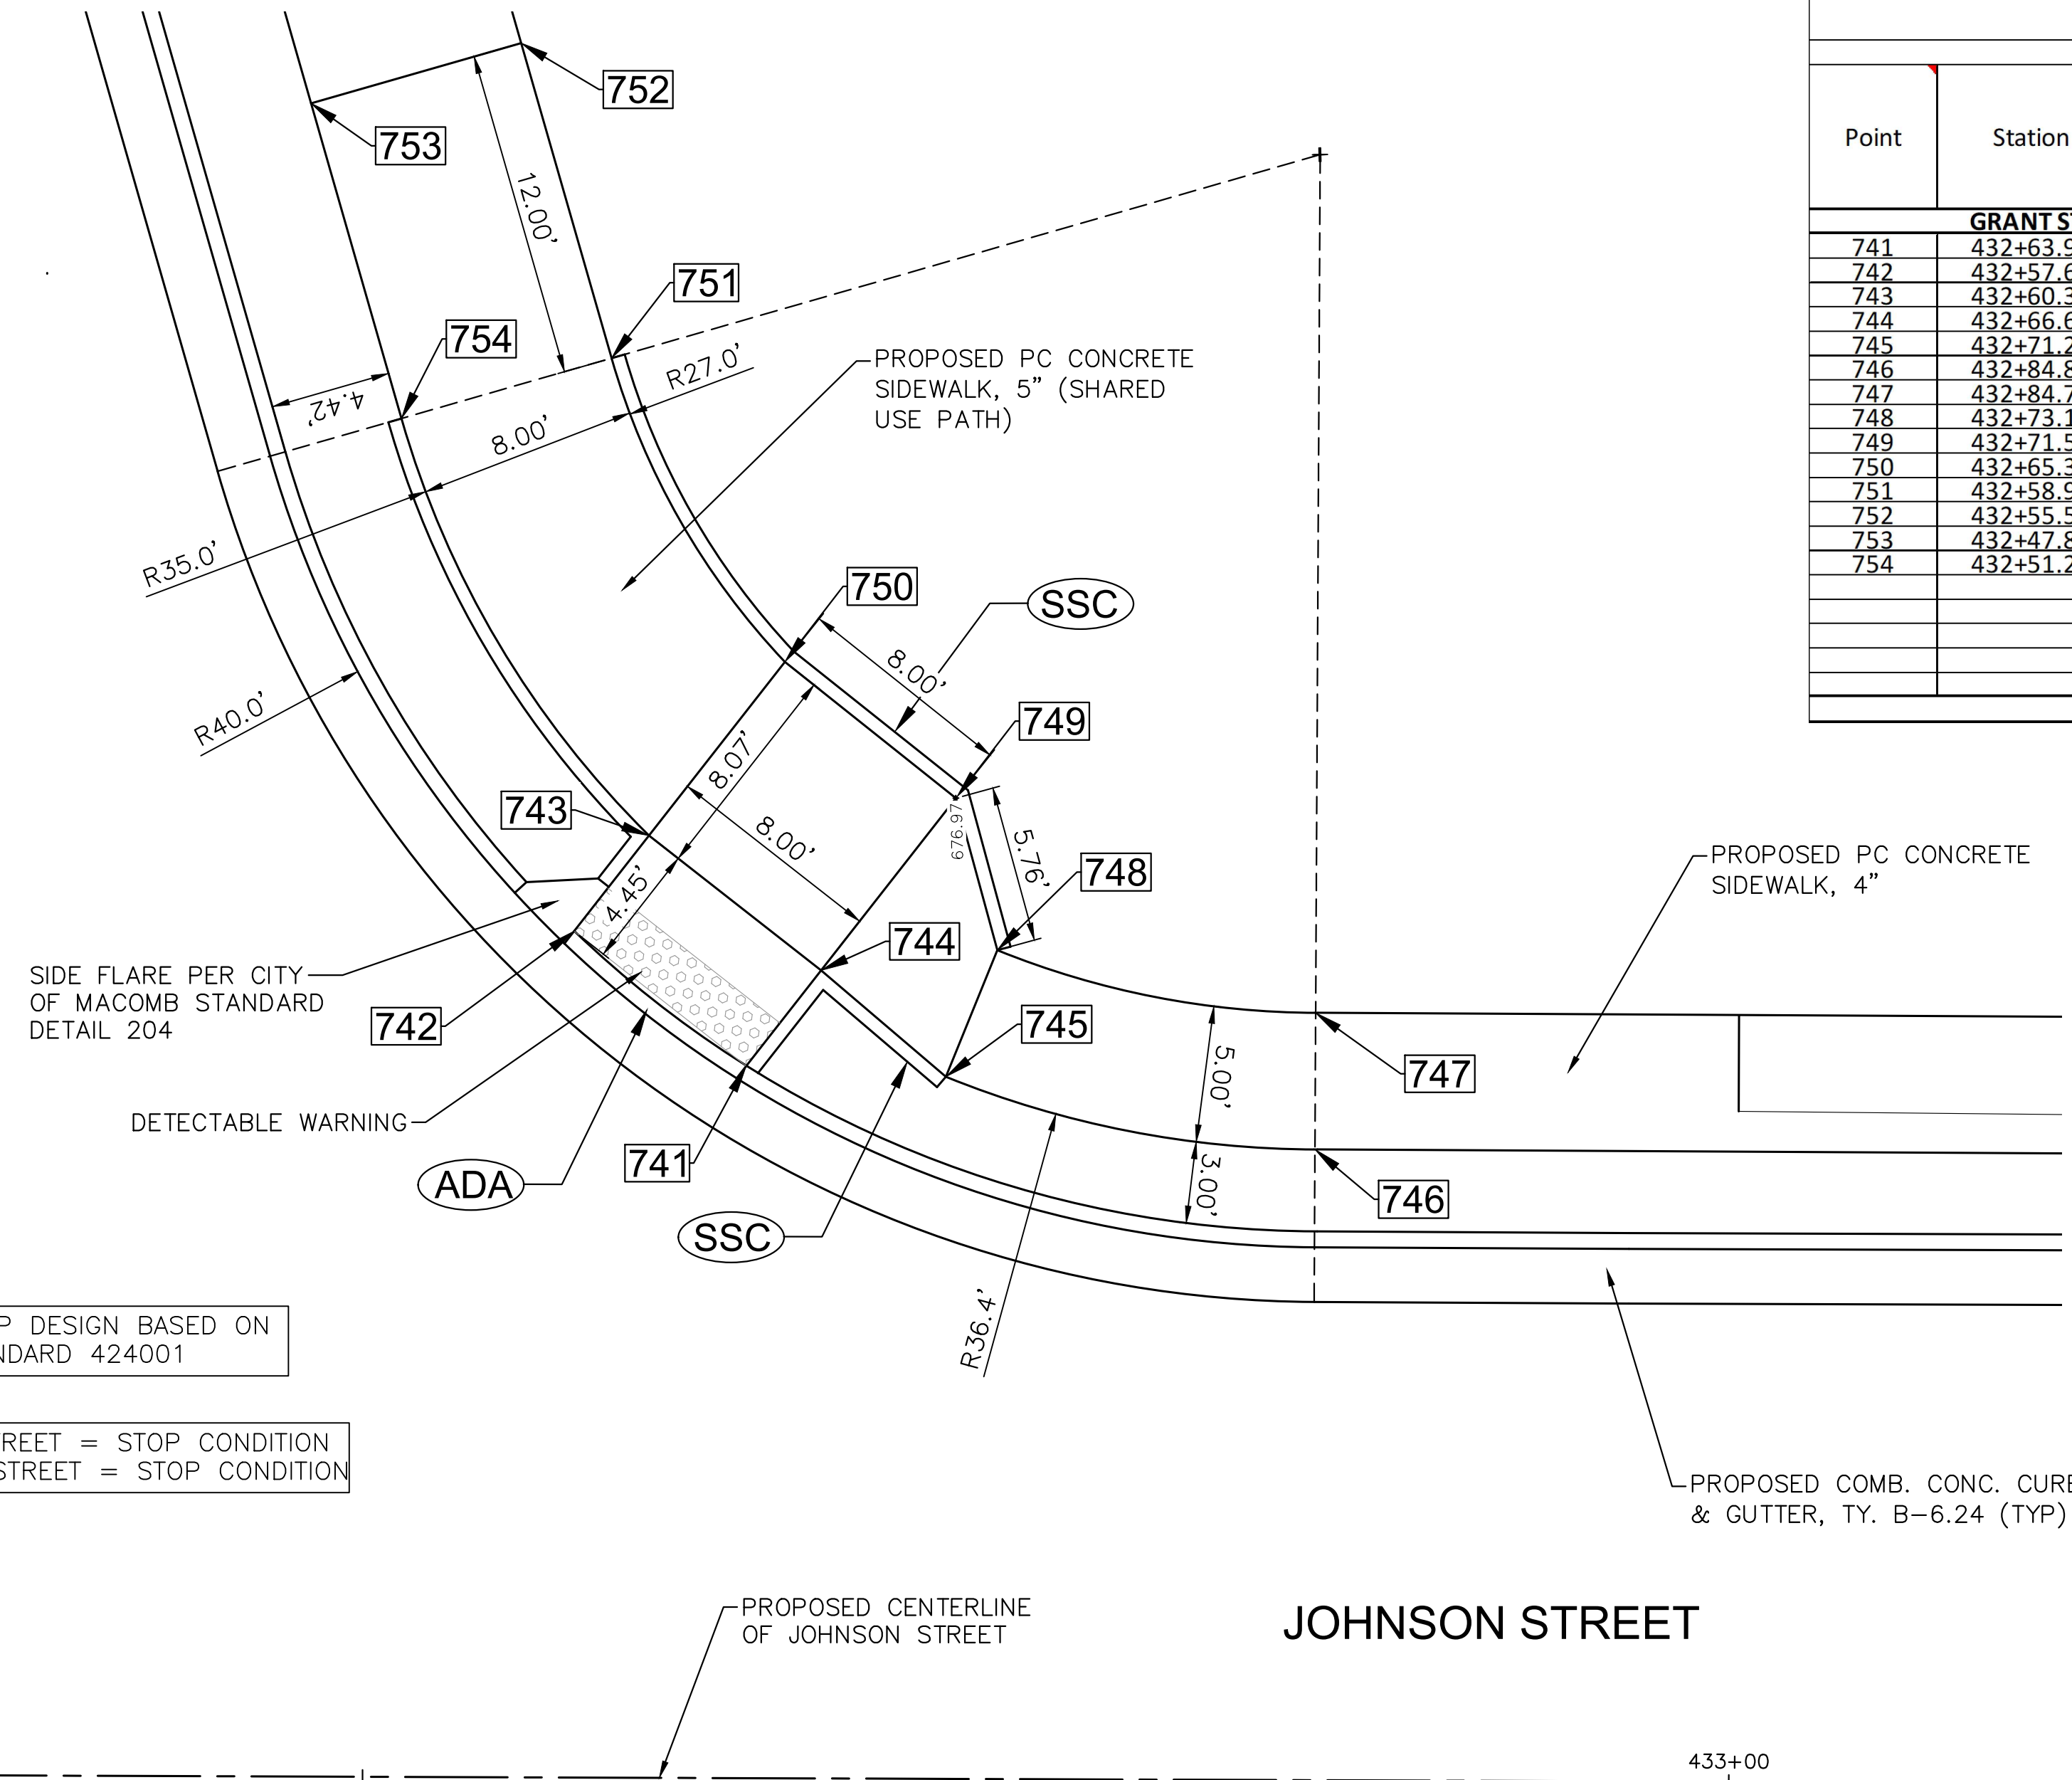 752
753
12.00’
751
754
4.42’
8.00’
R27.0’
R35.0’
PROPOSED PC CONCRETE
SIDEWALK, 5” (SHARED
USE PATH)
750
SSC
8.00’
749
R40.0’
8.07’
743
8.00’
676.97
5.76’
748
4.45’
744
PROPOSED PC CONCRETE
SIDEWALK, 4”
SIDE FLARE PER CITY
OF MACOMB STANDARD
DETAIL 204
742
745
747
5.00’
DETECTABLE WARNING
741
ADA
3.00’
746
SSC
R36.4’
P DESIGN BASED ON
NDARD 424001
REET = STOP CONDITION
STREET = STOP CONDITION
PROPOSED COMB. CONC. CURB
& GUTTER, TY. B-6.24 (TYP)
PROPOSED CENTERLINE
OF JOHNSON STREET
JOHNSON STREET
433+00
Point Station
GRANT ST
741 432+63.9
742 432+57.6
743 432+60.3
744 432+66.6
745 432+71.2
746 432+84.8
747 432+84.7
748 432+73.1
749 432+71.5
750 432+65.3
751 432+58.9
752 432+55.5
753 432+47.8
754 432+51.2